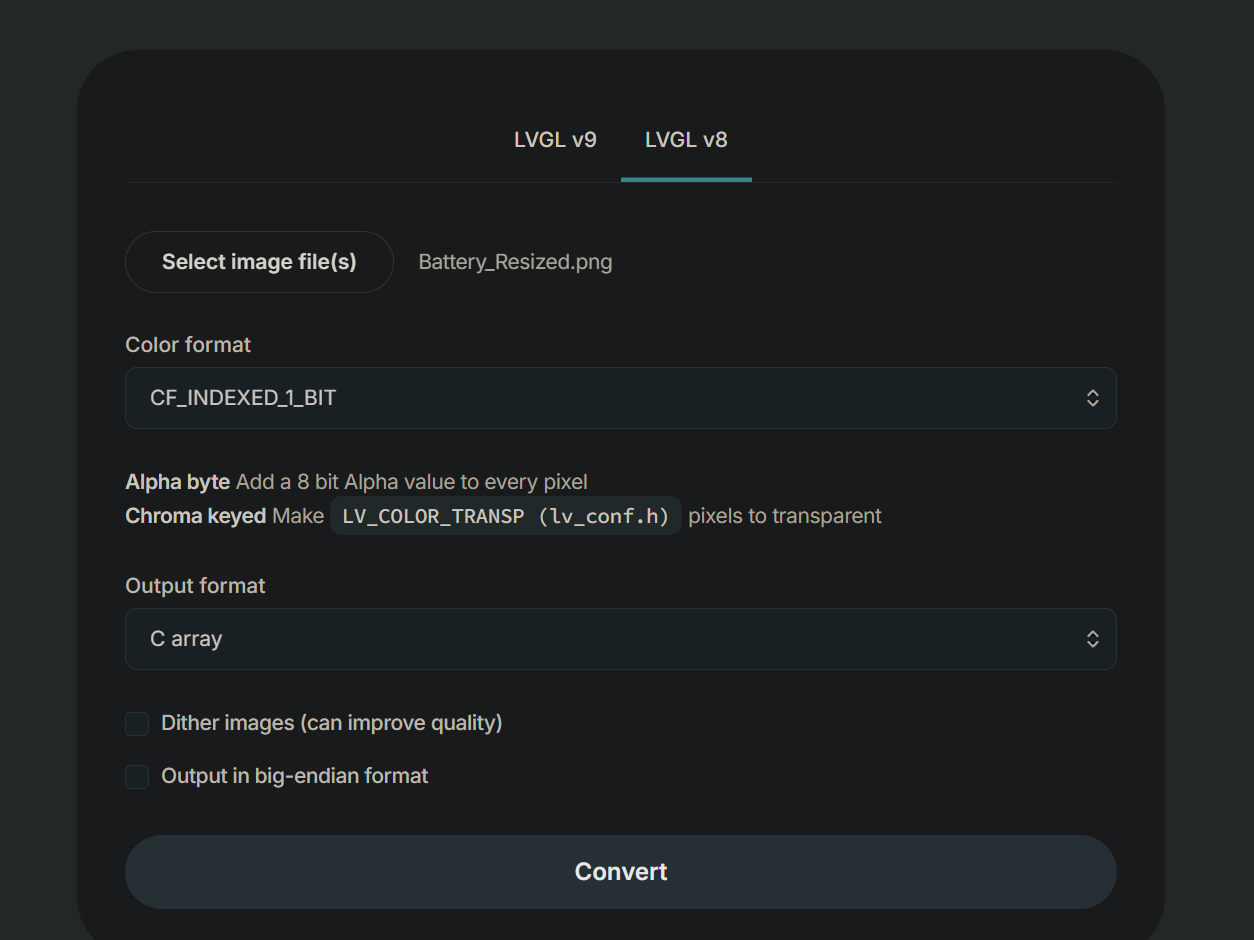 LVGL v9 LVGL v8
Select image file(s) Battery_Resized.png
Color format
CF_INDEXED_1_BIT
Alpha byte Add a 8 bit Alpha value to every pixel
Chroma keyed Make LV_COLOR_TRANSP (lv_conf.h) pixels to transparent
Output format
C array
Dither images (can improve quality)
Output in big-endian format
Convert